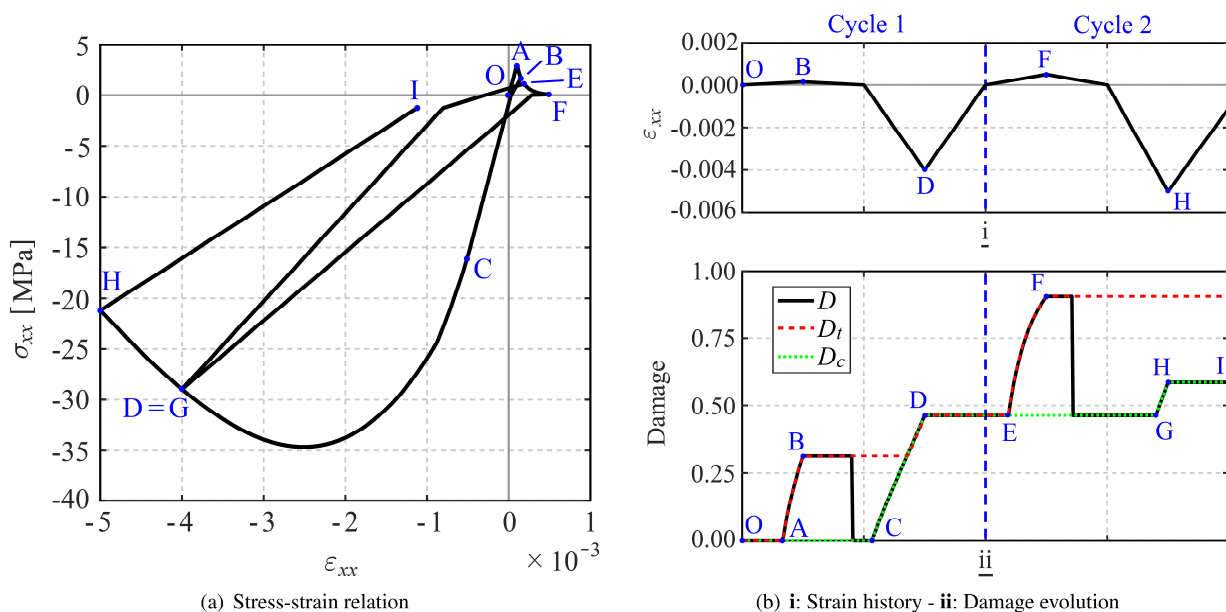 5
0
-5
-10
-15
-20
-25
-30
-35
-40
σxx [MPa]
-5
-4
-3
-2
-1
0
1
εxx
× 10⁻³
O
A
B
E
F
I
C
H
D = G
(a) Stress-strain relation
Cycle 1
Cycle 2
0.002
0.000
-0.002
-0.004
-0.006
εxx
O
B
D
F
H
i
1.00
0.75
0.50
0.25
0.00
Damage
D
Dt
Dc
O
A
B
C
D
E
F
G
H
I
ii
(b) i: Strain history - ii: Damage evolution